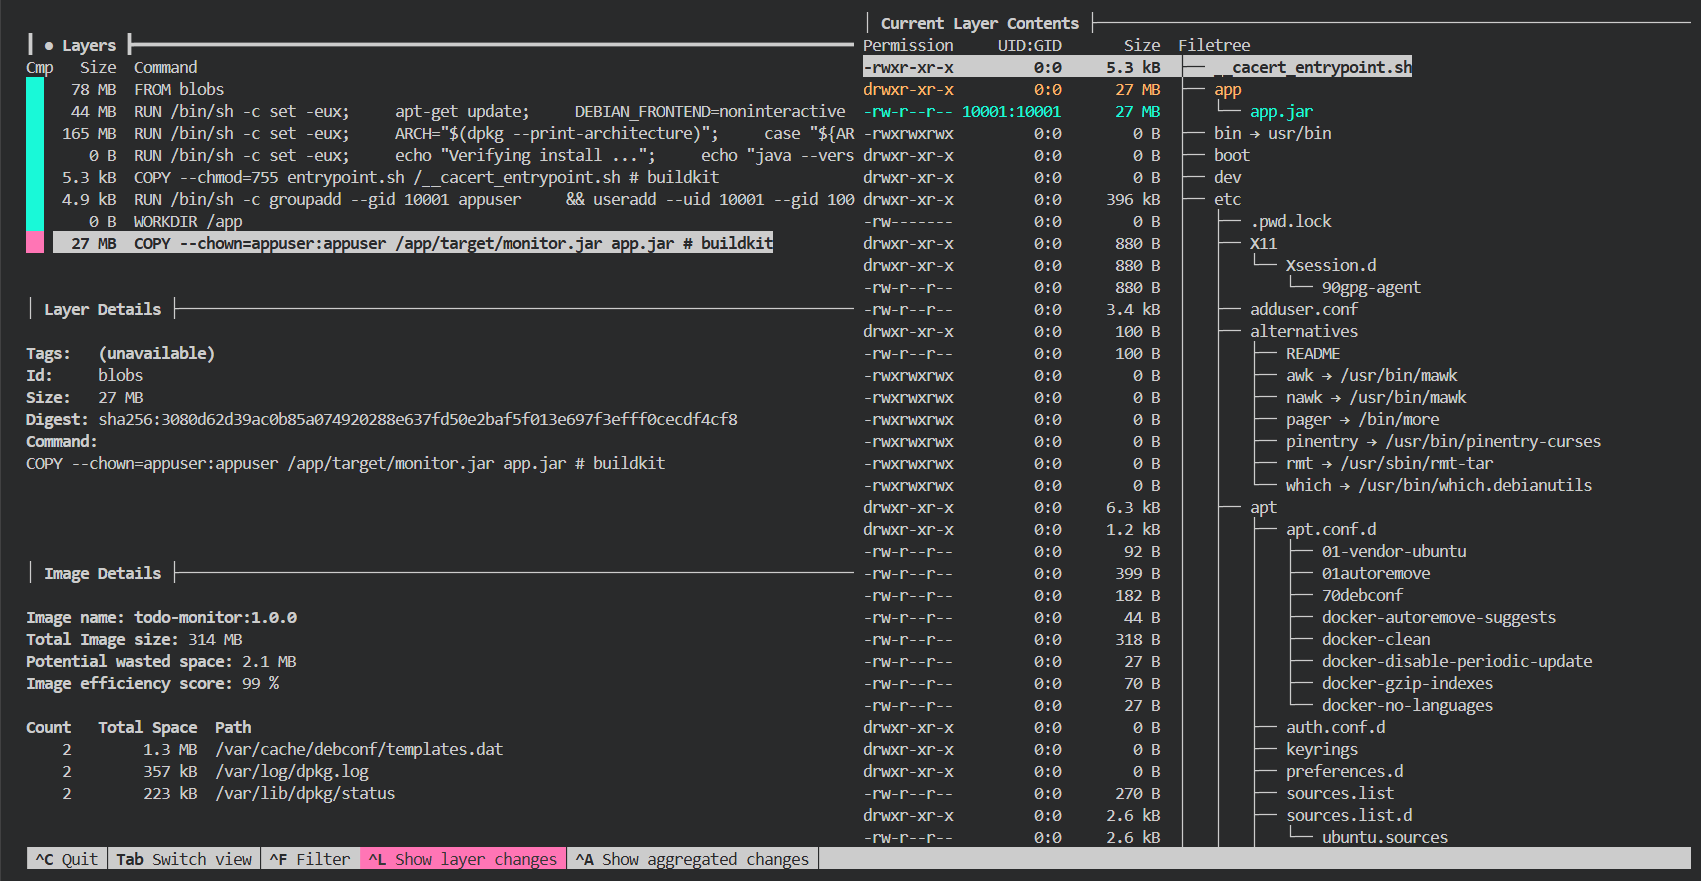 ● Layers
Cmp Size Command
78 MB FROM blobs
44 MB RUN /bin/sh -c set -eux;     apt-get update;     DEBIAN_FRONTEND=noninteractive
165 MB RUN /bin/sh -c set -eux;     ARCH="$(dpkg --print-architecture)";     case "${AR
0 B RUN /bin/sh -c set -eux;     echo "Verifying install ...";     echo "java --vers
5.3 kB COPY --chmod=755 entrypoint.sh /__cacert_entrypoint.sh # buildkit
4.9 kB RUN /bin/sh -c groupadd --gid 10001 appuser     && useradd --uid 10001 --gid 100
0 B WORKDIR /app
27 MB COPY --chown=appuser:appuser /app/target/monitor.jar app.jar # buildkit
Layer Details
Tags: (unavailable)
Id: blobs
Size: 27 MB
Digest: sha256:3080d62d39ac0b85a074920288e637fd50e2baf5f013e697f3efff0cecdf4cf8
Command:
COPY --chown=appuser:appuser /app/target/monitor.jar app.jar # buildkit
Image Details
Image name: todo-monitor:1.0.0
Total Image size: 314 MB
Potential wasted space: 2.1 MB
Image efficiency score: 99 %
Count Total Space Path
2 1.3 MB /var/cache/debconf/templates.dat
2 357 kB /var/log/dpkg.log
2 223 kB /var/lib/dpkg/status
Current Layer Contents
Permission UID:GID Size Filetree
-rwxr-xr-x 0:0 5.3 kB ├── __cacert_entrypoint.sh
drwxr-xr-x 0:0 27 MB ├── app
-rw-r--r-- 10001:10001 27 MB │   └── app.jar
-rwxrwxrwx 0:0 0 B ├── bin → usr/bin
drwxr-xr-x 0:0 0 B ├── boot
drwxr-xr-x 0:0 0 B ├── dev
drwxr-xr-x 0:0 396 kB ├── etc
-rw------- 0:0 0 B │   ├── .pwd.lock
drwxr-xr-x 0:0 880 B │   ├── X11
drwxr-xr-x 0:0 880 B │   │   └── Xsession.d
-rw-r--r-- 0:0 880 B │   │       └── 90gpg-agent
-rw-r--r-- 0:0 3.4 kB │   ├── adduser.conf
drwxr-xr-x 0:0 100 B │   ├── alternatives
-rw-r--r-- 0:0 100 B │   │   ├── README
-rwxrwxrwx 0:0 0 B │   │   ├── awk → /usr/bin/mawk
-rwxrwxrwx 0:0 0 B │   │   ├── nawk → /usr/bin/mawk
-rwxrwxrwx 0:0 0 B │   │   ├── pager → /bin/more
-rwxrwxrwx 0:0 0 B │   │   ├── pinentry → /usr/bin/pinentry-curses
-rwxrwxrwx 0:0 0 B │   │   ├── rmt → /usr/sbin/rmt-tar
-rwxrwxrwx 0:0 0 B │   │   └── which → /usr/bin/which.debianutils
drwxr-xr-x 0:0 6.3 kB │   ├── apt
drwxr-xr-x 0:0 1.2 kB │   │   ├── apt.conf.d
-rw-r--r-- 0:0 92 B │   │   │   ├── 01-vendor-ubuntu
-rw-r--r-- 0:0 399 B │   │   │   ├── 01autoremove
-rw-r--r-- 0:0 182 B │   │   │   ├── 70debconf
-rw-r--r-- 0:0 44 B │   │   │   ├── docker-autoremove-suggests
-rw-r--r-- 0:0 318 B │   │   │   ├── docker-clean
-rw-r--r-- 0:0 27 B │   │   │   ├── docker-disable-periodic-update
-rw-r--r-- 0:0 70 B │   │   │   ├── docker-gzip-indexes
-rw-r--r-- 0:0 27 B │   │   │   └── docker-no-languages
drwxr-xr-x 0:0 0 B │   │   ├── auth.conf.d
drwxr-xr-x 0:0 0 B │   │   ├── keyrings
drwxr-xr-x 0:0 0 B │   │   ├── preferences.d
-rw-r--r-- 0:0 270 B │   │   ├── sources.list
drwxr-xr-x 0:0 2.6 kB │   │   ├── sources.list.d
-rw-r--r-- 0:0 2.6 kB │   │   │   └── ubuntu.sources
^C Quit Tab Switch view ^F Filter ^L Show layer changes ^A Show aggregated changes